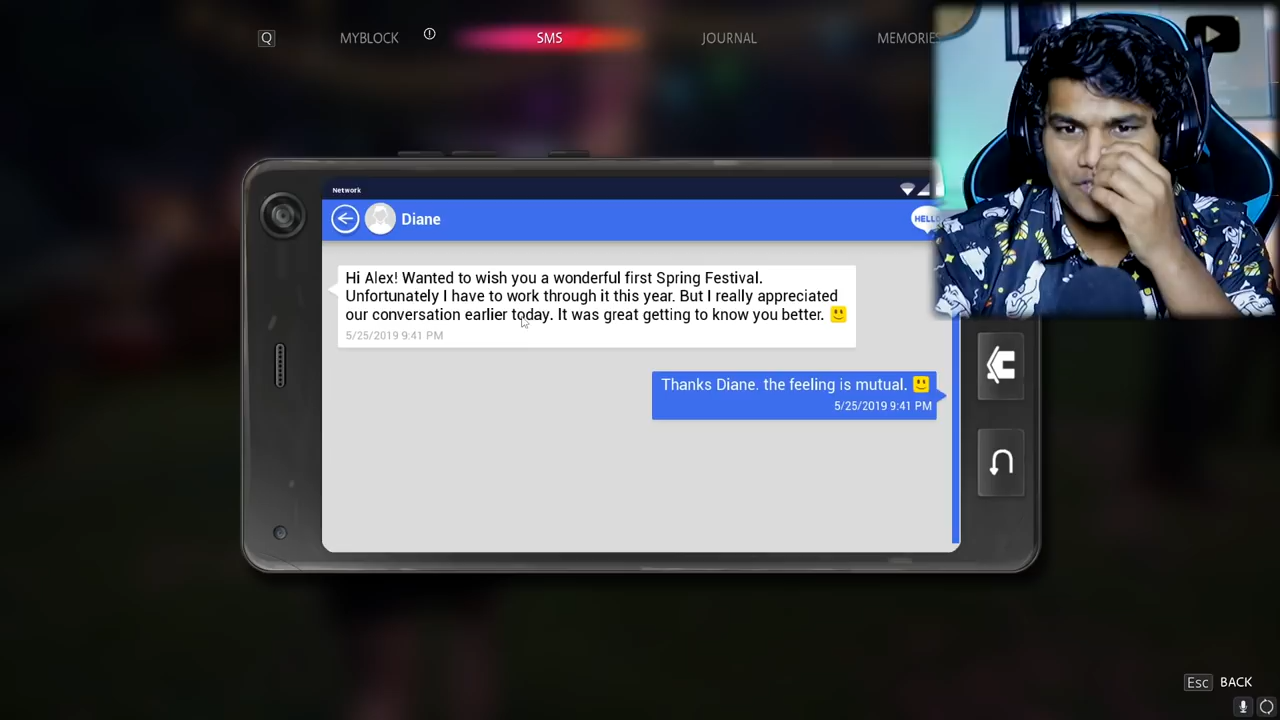 Q
MYBLOCK
SMS
JOURNAL
MEMORIES
Network
Diane
HELLO
Hi Alex! Wanted to wish you a wonderful first Spring Festival.
Unfortunately I have to work through it this year. But I really appreciated
our conversation earlier today. It was great getting to know you better. 🙂
5/25/2019 9:41 PM
Thanks Diane. the feeling is mutual. 🙂
5/25/2019 9:41 PM
Esc BACK